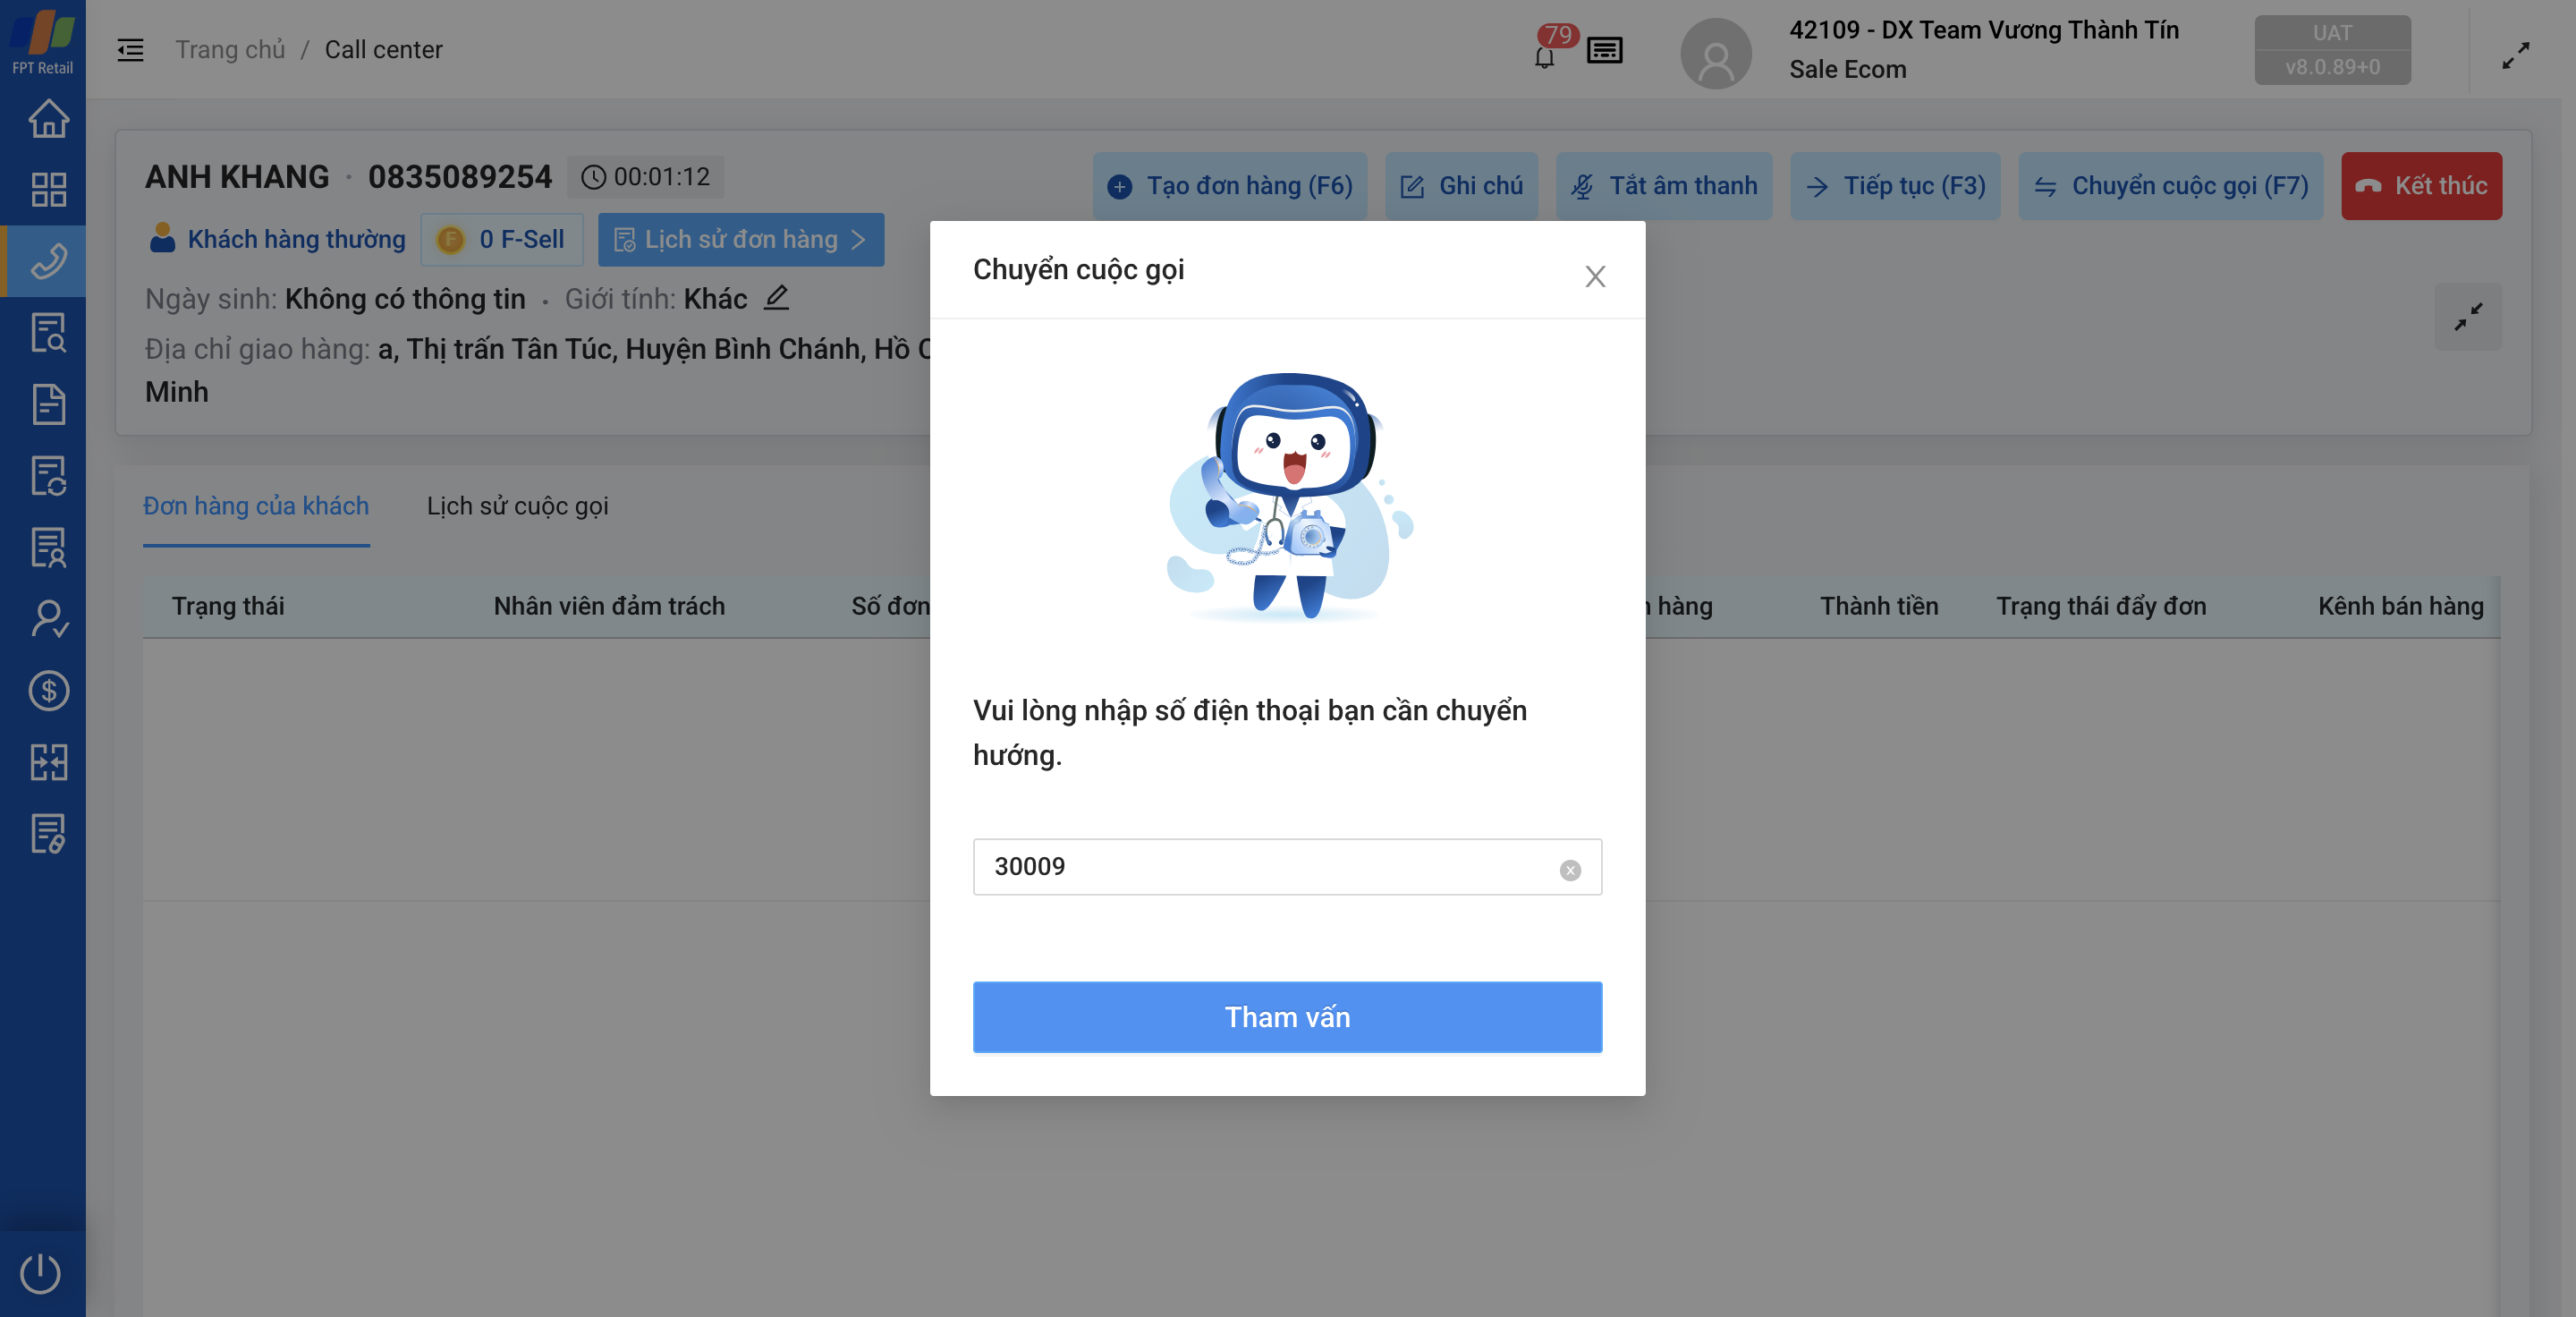 FPT Retail
Trang chủ / Call center
79
42109 - DX Team Vương Thành Tín
Sale Ecom
UAT
v8.0.89+0
ANH KHANG · 0835089254 00:01:12
Tạo đơn hàng (F6) Ghi chú Tắt âm thanh Tiếp tục (F3) Chuyển cuộc gọi (F7) Kết thúc
Khách hàng thường F 0 F-Sell Lịch sử đơn hàng
Ngày sinh: Không có thông tin · Giới tính: Khác
Địa chỉ giao hàng: a, Thị trấn Tân Túc, Huyện Bình Chánh, Hồ C
Minh
Đơn hàng của khách Lịch sử cuộc gọi
Trạng thái Nhân viên đảm trách Số đơn hàng Thành tiền Trạng thái đẩy đơn Kênh bán hàng
Chuyển cuộc gọi
Vui lòng nhập số điện thoại bạn cần chuyển
hướng.
30009
Tham vấn